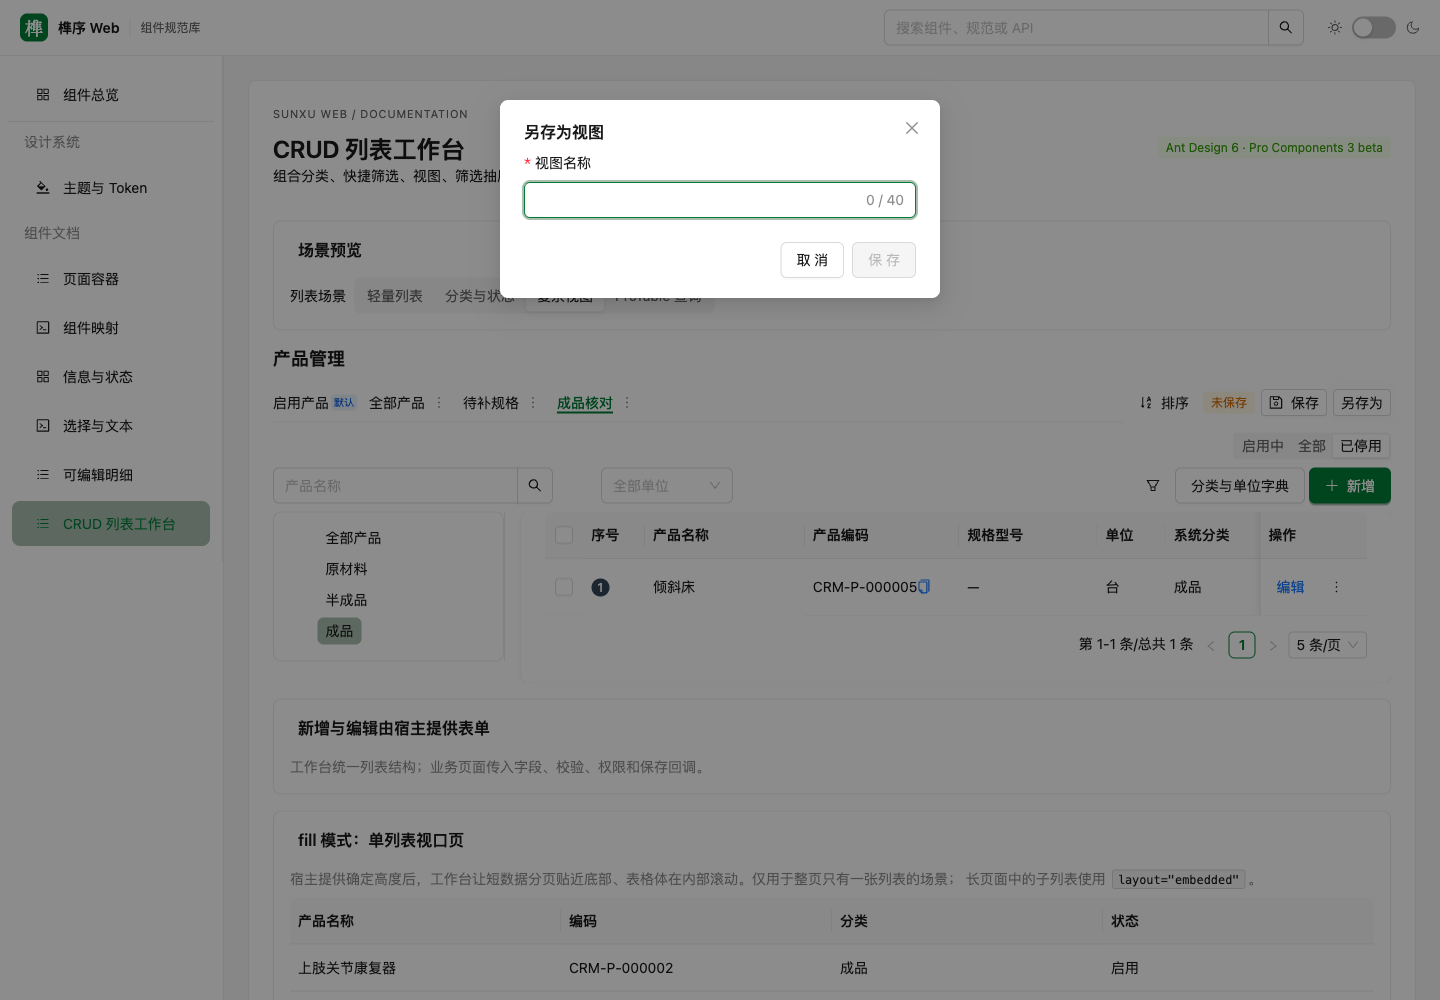 榫 榫序 Web 组件规范库 搜索组件、规范或 API
组件总览
设计系统
主题与 Token
组件文档
页面容器
组件映射
信息与状态
选择与文本
可编辑明细
CRUD 列表工作台
SUNXU WEB / DOCUMENTATION
CRUD 列表工作台
组合分类、快捷筛选、视图、筛选抽
Ant Design 6 · Pro Components 3 beta
另存为视图
* 视图名称
0 / 40
取 消 保 存
场景预览
列表场景 轻量列表 分类与状态 复杂视图 ProTable 查询
产品管理
启用产品 默认 全部产品 待补规格 成品核对 排序 未保存 保存 另存为
启用中 全部 已停用
产品名称 全部单位 分类与单位字典 新增
全部产品
原材料
半成品
成品
序号 产品名称 产品编码 规格型号 单位 系统分类 操作
1 倾斜床 CRM-P-000005 — 台 成品 编辑
第 1-1 条/总共 1 条 1 5 条/页
新增与编辑由宿主提供表单
工作台统一列表结构；业务页面传入字段、校验、权限和保存回调。
fill 模式：单列表视口页
宿主提供确定高度后，工作台让短数据分页贴近底部、表格体在内部滚动。仅用于整页只有一张列表的场景； 长页面中的子列表使用 layout="embedded" 。
产品名称 编码 分类 状态
上肢关节康复器 CRM-P-000002 成品 启用